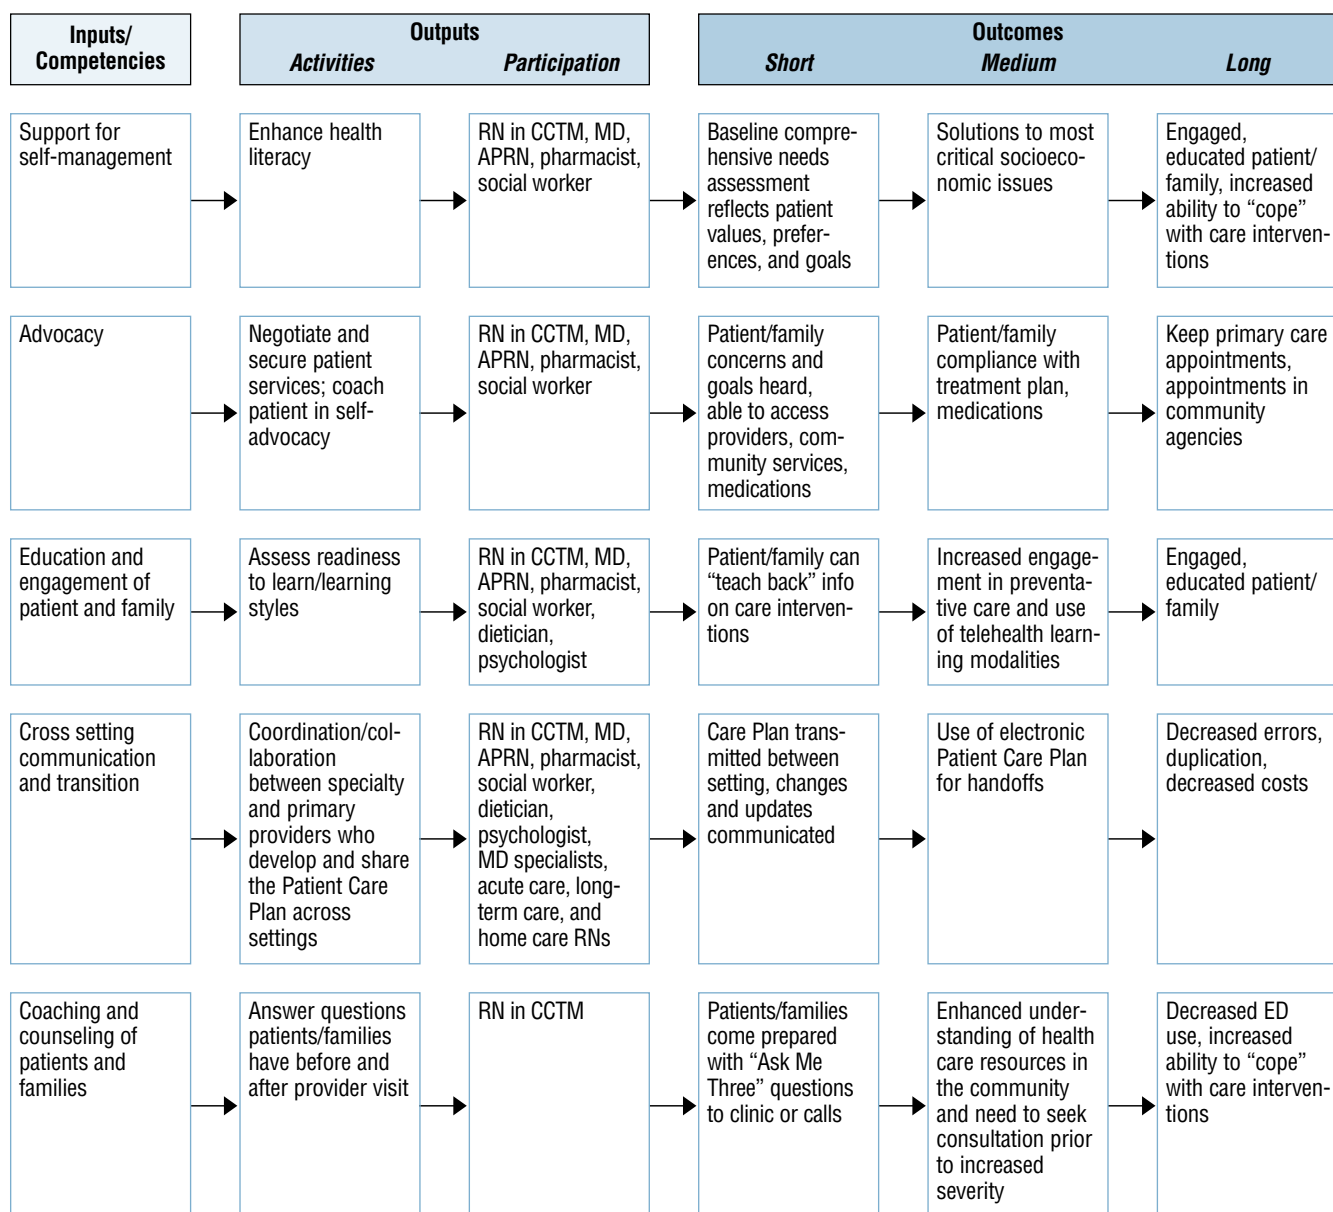 Inputs/
Competencies
Outputs
Activities
Participation
Outcomes
Short
Medium
Long
Support for
self-management
Enhance health
literacy
RN in CCTM, MD,
APRN, pharmacist,
social worker
Baseline compre-
hensive needs
assessment
reflects patient
values, prefer-
ences, and goals
Solutions to most
critical socioeco-
nomic issues
Engaged,
educated patient/
family, increased
ability to “cope”
with care interven-
tions
Advocacy
Negotiate and
secure patient
services; coach
patient in self-
advocacy
RN in CCTM, MD,
APRN, pharmacist,
social worker
Patient/family
concerns and
goals heard,
able to access
providers, com-
munity services,
medications
Patient/family
compliance with
treatment plan,
medications
Keep primary care
appointments,
appointments in
community
agencies
Education and
engagement of
patient and family
Assess readiness
to learn/learning
styles
RN in CCTM, MD,
APRN, pharmacist,
social worker,
dietician,
psychologist
Patient/family can
“teach back” info
on care interven-
tions
Increased engage-
ment in preventa-
tive care and use
of telehealth learn-
ing modalities
Engaged,
educated patient/
family
Cross setting
communication
and transition
Coordination/col-
laboration
between specialty
and primary
providers who
develop and share
the Patient Care
Plan across
settings
RN in CCTM, MD,
APRN, pharmacist,
social worker,
dietician,
psychologist,
MD specialists,
acute care, long-
term care, and
home care RNs
Care Plan trans-
mitted between
setting, changes
and updates
communicated
Use of electronic
Patient Care Plan
for handoffs
Decreased errors,
duplication,
decreased costs
Coaching and
counseling of
patients and
families
Answer questions
patients/families
have before and
after provider visit
RN in CCTM
Patients/families
come prepared
with “Ask Me
Three” questions
to clinic or calls
Enhanced under-
standing of health
care resources in
the community
and need to seek
consultation prior
to increased
severity
Decreased ED
use, increased
ability to “cope”
with care interven-
tions